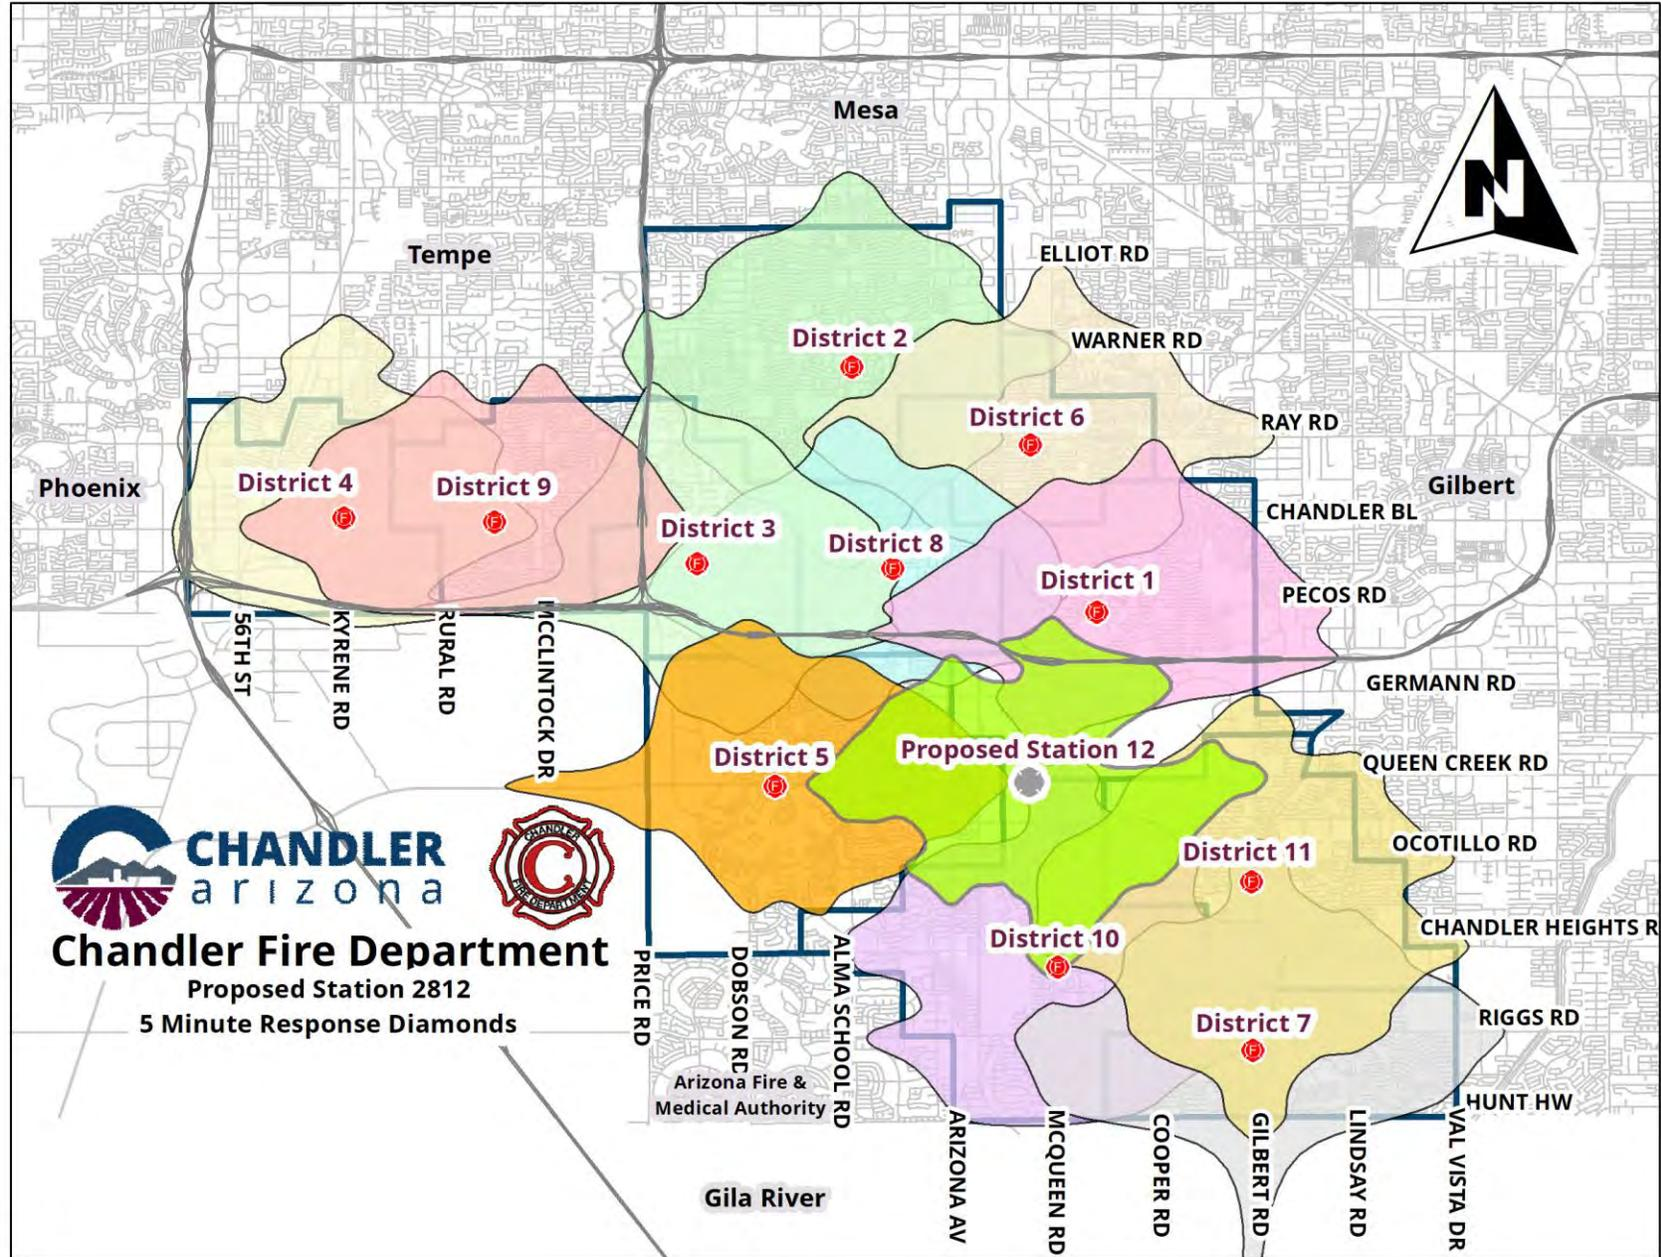 Mesa
N
Tempe
ELLIOT RD
District 2
WARNER RD
District 6
RAY RD
Phoenix
District 4
District 9
Gilbert
CHANDLER BL
District 3
District 8
District 1
PECOS RD
56TH ST
KYRENE RD
RURAL RD
MCCLINTOCK DR
GERMANN RD
District 5
Proposed Station 12
QUEEN CREEK RD
CHANDLER
arizona
CHANDLER
C
FIRE DEPARTMENT
District 11
OCOTILLO RD
CHANDLER HEIGHTS R
District 10
Chandler Fire Department
Proposed Station 2812
5 Minute Response Diamonds
PRICE RD
DOBSON RD
ALMA SCHOOL RD
District 7
RIGGS RD
Arizona Fire &
Medical Authority
HUNT HW
ARIZONA AV
MCQUEEN RD
COOPER RD
GILBERT RD
LINDSAY RD
VAL VISTA DR
Gila River